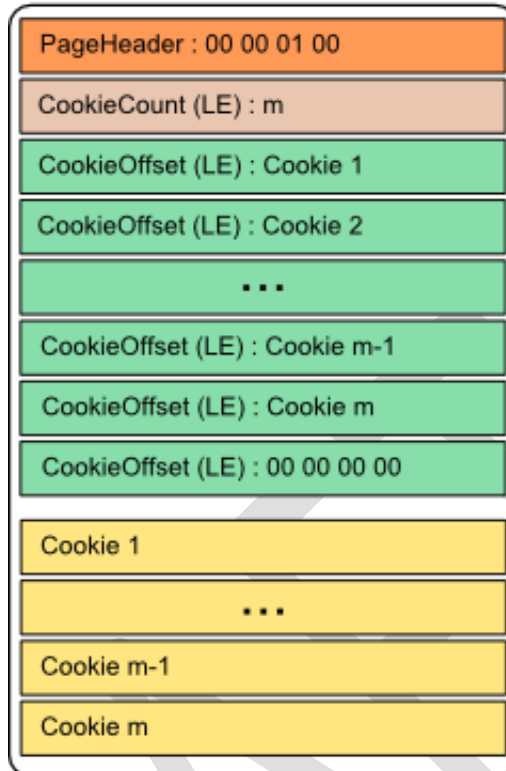 PageHeader : 00 00 01 00
CookieCount (LE) : m
CookieOffset (LE) : Cookie 1
CookieOffset (LE) : Cookie 2
...
CookieOffset (LE) : Cookie m-1
CookieOffset (LE) : Cookie m
CookieOffset (LE) : 00 00 00 00
Cookie 1
...
Cookie m-1
Cookie m